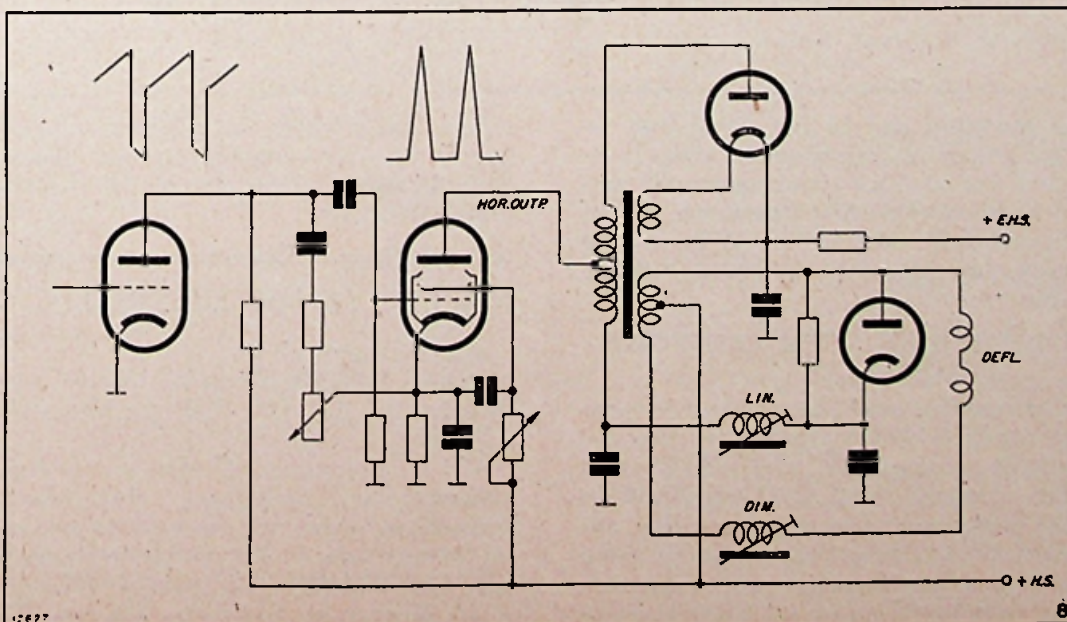 HOR.OUTP.
+ E.H.S.
DEFL.
LIN.
DIM.
+ H.S.
8